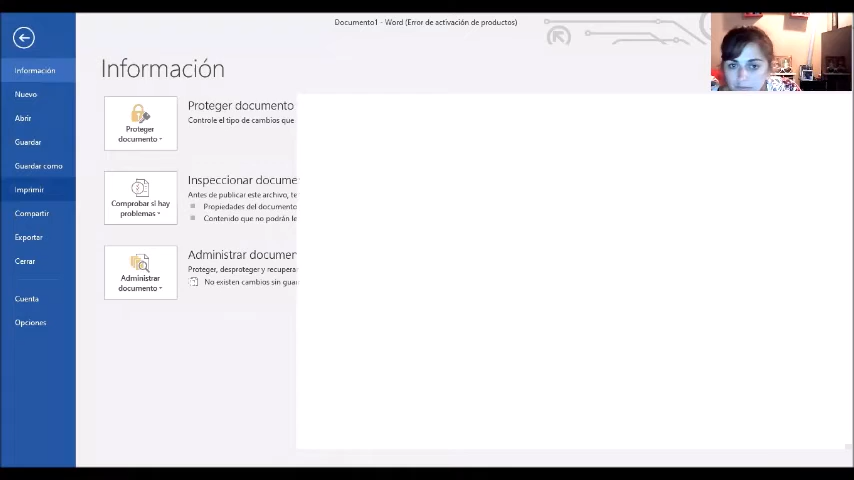 Documento1 - Word (Error de activación de productos)
Información
Nuevo
Abrir
Guardar
Guardar como
Imprimir
Compartir
Exportar
Cerrar
Cuenta
Opciones
Información
Proteger documento
Proteger documento
Controle el tipo de cambios que
Comprobar si hay problemas
Inspeccionar docume
Antes de publicar este archivo, te
Propiedades del documento
Contenido que no podrán le
Administrar documento
Administrar documen
Proteger, desproteger y recupera
No existen cambios sin gua